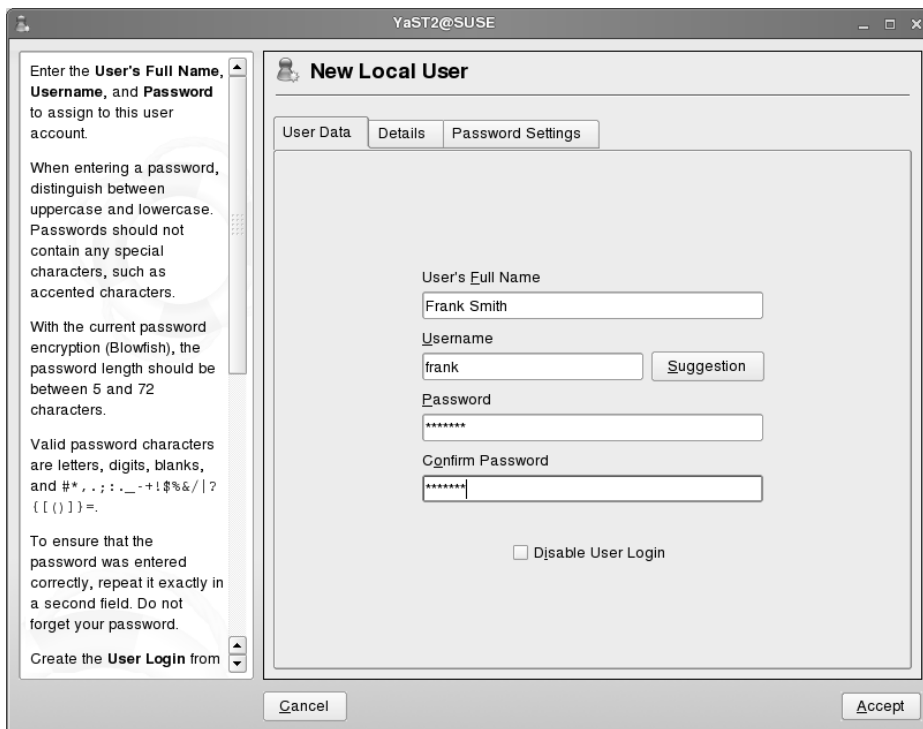 YaST2@SUSE
Enter the User's Full Name,
Username, and Password
to assign to this user
account.
When entering a password,
distinguish between
uppercase and lowercase.
Passwords should not
contain any special
characters, such as
accented characters.
With the current password
encryption (Blowfish), the
password length should be
between 5 and 72
characters.
Valid password characters
are letters, digits, blanks,
and #*,.;:._-+!$%&/|?
{[()]}=.
To ensure that the
password was entered
correctly, repeat it exactly in
a second field. Do not
forget your password.
Create the User Login from
New Local User
User Data Details Password Settings
User's Full Name
Frank Smith
Username
frank Suggestion
Password
*******
Confirm Password
*******
Disable User Login
Cancel Accept